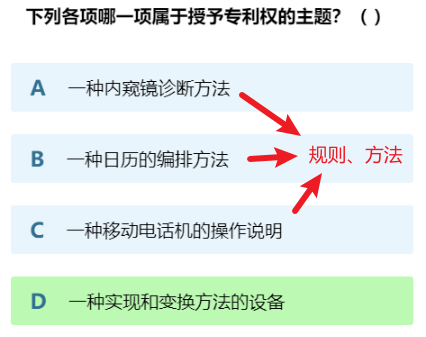 下列各项哪一项属于授予专利权的主题？（ ）
A 一种内窥镜诊断方法
B 一种日历的编排方法
规则、方法
C 一种移动电话机的操作说明
D 一种实现和变换方法的设备